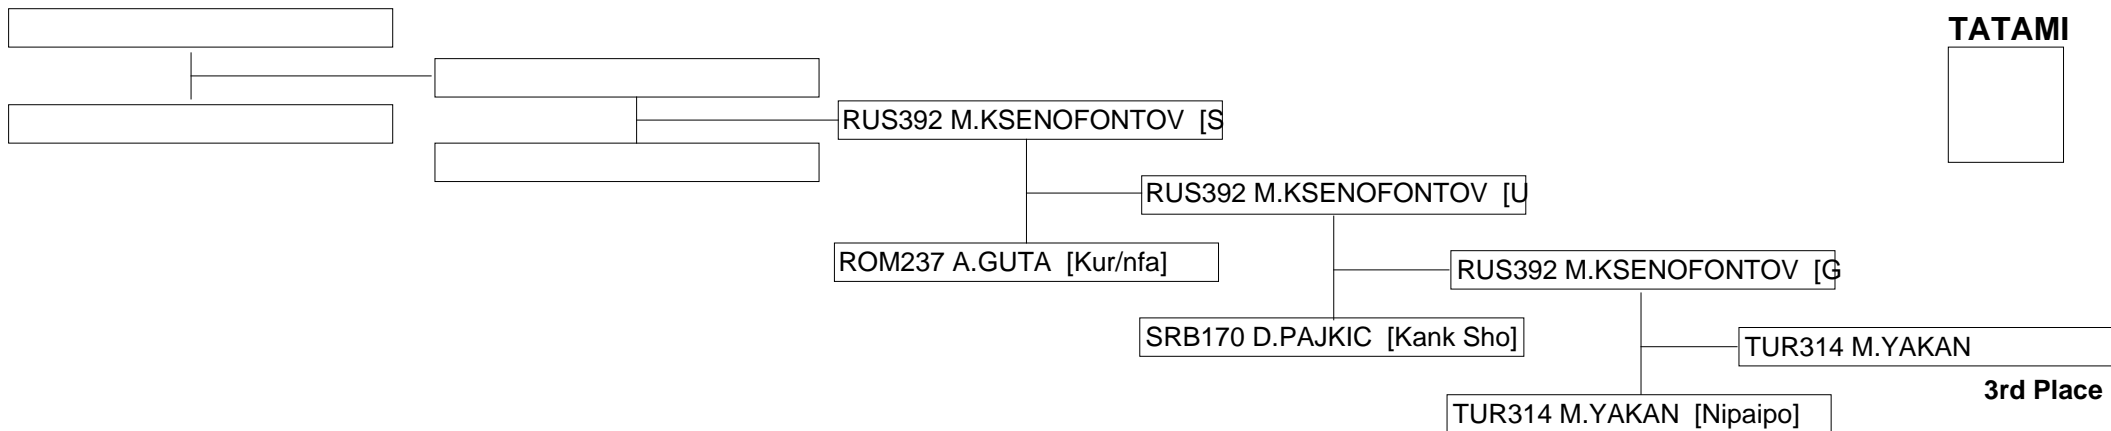 TATAMI
RUS392 M.KSENOFONTOV [S
RUS392 M.KSENOFONTOV [U
ROM237 A.GUTA [Kur/nfa]
RUS392 M.KSENOFONTOV [G
SRB170 D.PAJKIC [Kank Sho]
TUR314 M.YAKAN
3rd Place
TUR314 M.YAKAN [Nipaipo]